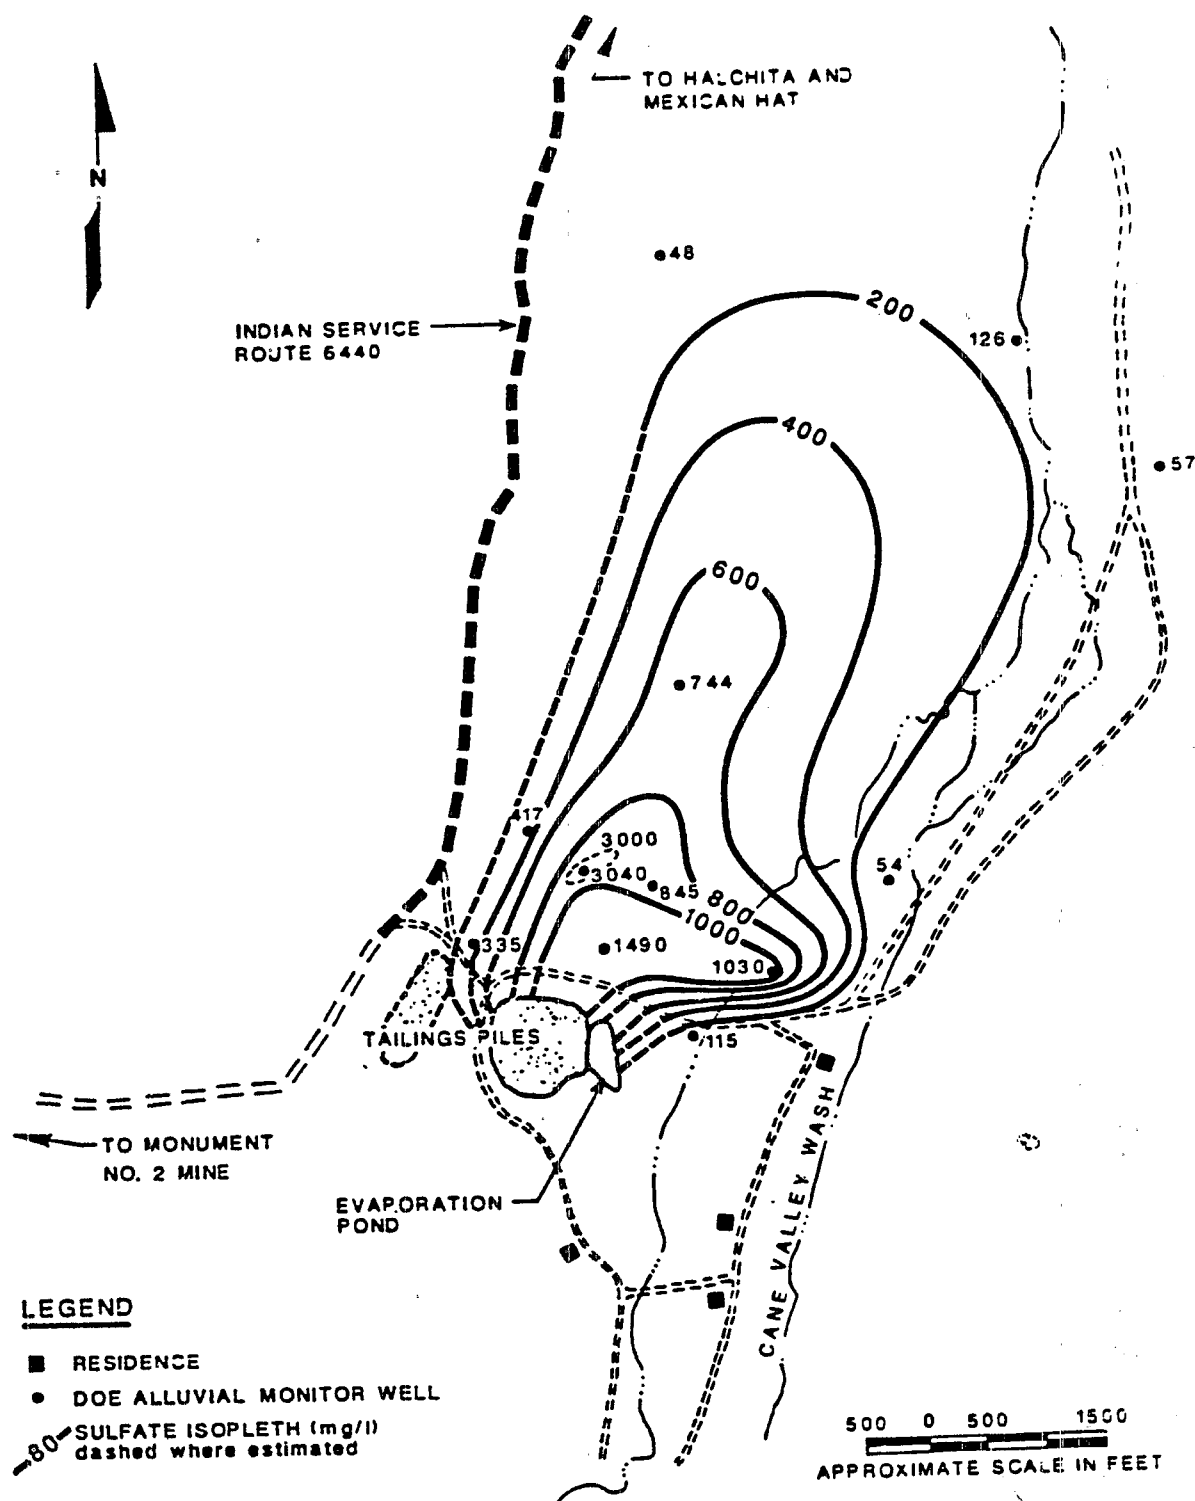 TO HALCHITA AND
MEXICAN HAT
N
48
200
INDIAN SERVICE
ROUTE 6440
126
400
57
600
744
417
3000
3040
845
54
800
1000
335
1490
1030
TAILINGS PILES
115
TO MONUMENT
NO. 2 MINE
EVAPORATION
POND
CANE VALLEY WASH
LEGEND
RESIDENCE
DOE ALLUVIAL MONITOR WELL
80
SULFATE ISOPLETH (mg/l)
dashed where estimated
500 0 500 1500
APPROXIMATE SCALE IN FEET